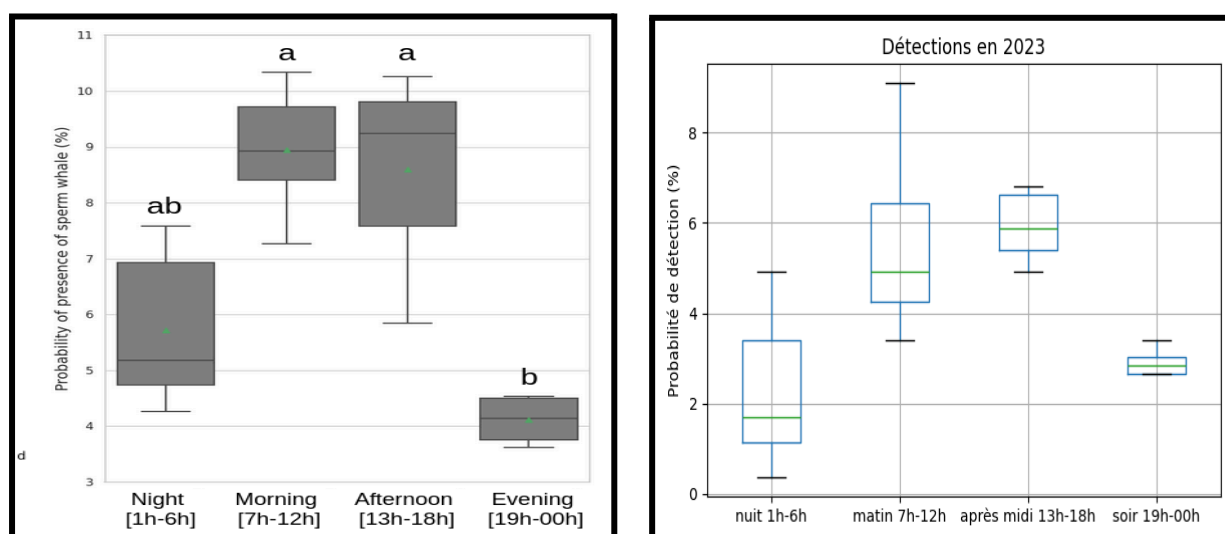 11
10
9
8
7
6
5
4
3
Probability of presence of sperm whale (%)
ab
a
a
b
d
Night
[1h-6h]
Morning
[7h-12h]
Afternoon
[13h-18h]
Evening
[19h-00h]
Détections en 2023
Probabilité de détection (%)
8
6
4
2
0
nuit 1h-6h
matin 7h-12h
après midi 13h-18h
soir 19h-00h